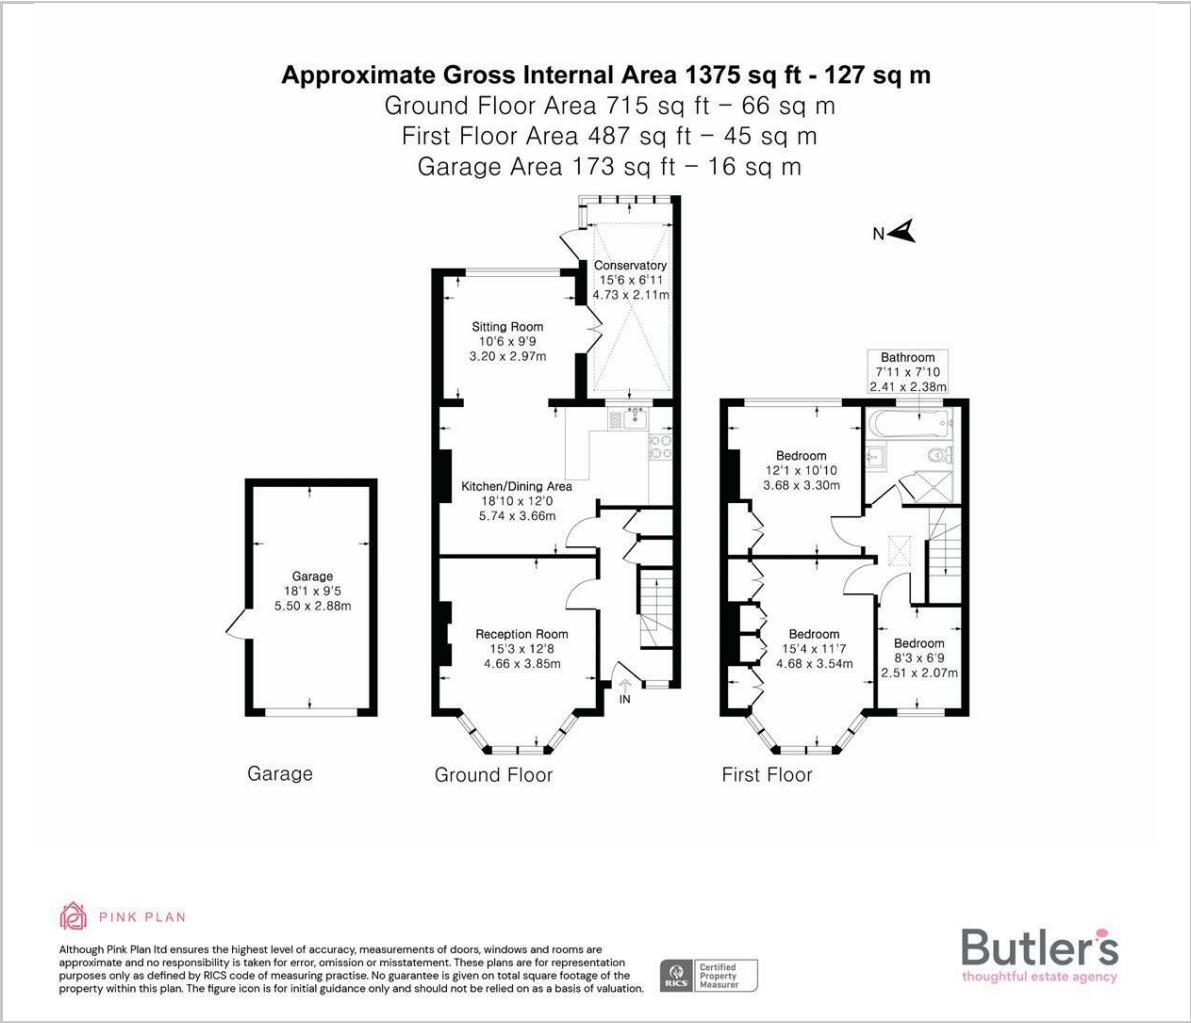 Approximate Gross Internal Area 1375 sq ft - 127 sq m
Ground Floor Area 715 sq ft – 66 sq m
First Floor Area 487 sq ft – 45 sq m
Garage Area 173 sq ft – 16 sq m
N
Conservatory
15'6 x 6'11
4.73 x 2.11m
Sitting Room
10'6 x 9'9
3.20 x 2.97m
Bathroom
7'11 x 7'10
2.41 x 2.38m
Kitchen/Dining Area
18'10 x 12'0
5.74 x 3.66m
Bedroom
12'1 x 10'10
3.68 x 3.30m
Garage
18'1 x 9'5
5.50 x 2.88m
Reception Room
15'3 x 12'8
4.66 x 3.85m
IN
Bedroom
15'4 x 11'7
4.68 x 3.54m
Bedroom
8'3 x 6'9
2.51 x 2.07m
Garage
Ground Floor
First Floor
PINK PLAN
Although Pink Plan ltd ensures the highest level of accuracy, measurements of doors, windows and rooms are
approximate and no responsibility is taken for error, omission or misstatement. These plans are for representation
purposes only as defined by RICS code of measuring practise. No guarantee is given on total square footage of the
property within this plan. The figure icon is for initial guidance only and should not be relied on as a basis of valuation.
RICS
Certified
Property
Measurer
Butler's
thoughtful estate agency